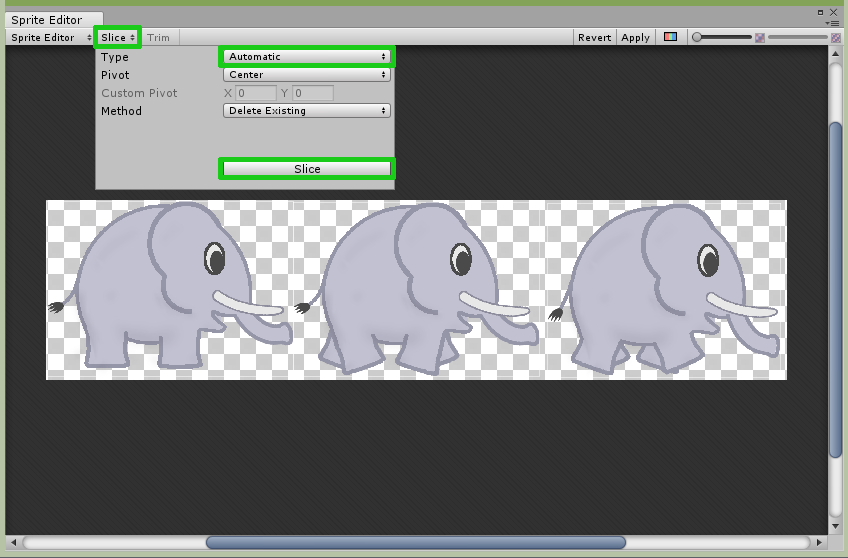 Sprite Editor
Sprite Editor Slice Trim Revert Apply
Type Automatic
Pivot Center
Custom Pivot X 0 Y 0
Method Delete Existing
Slice